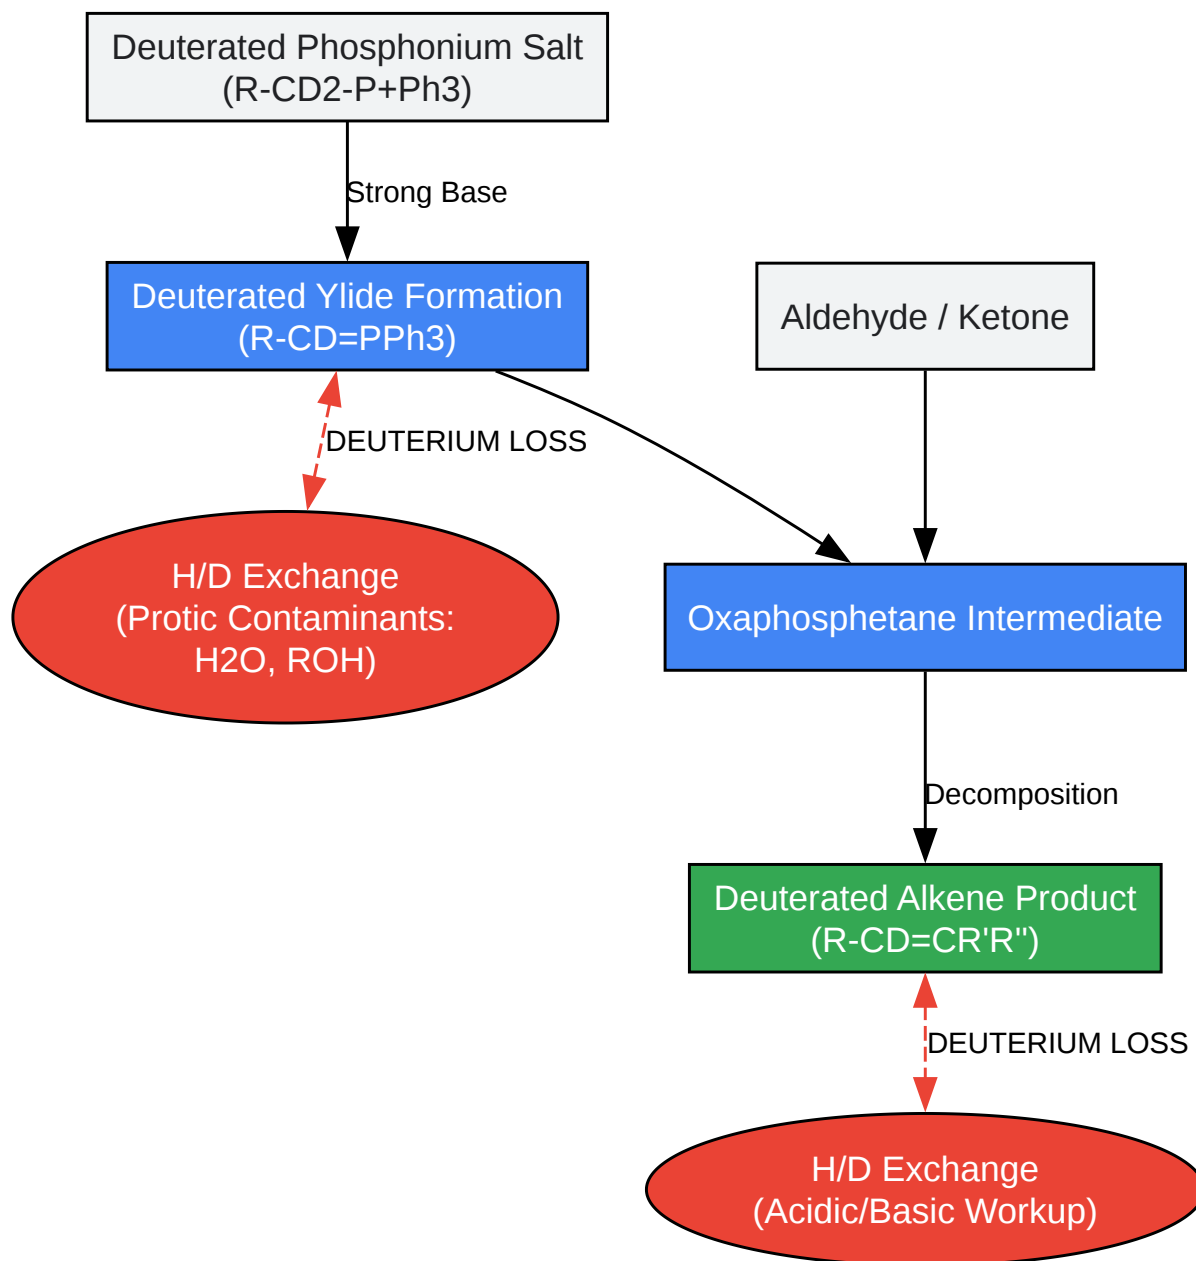 Deuterated Phosphonium Salt
(R-CD2-P+Ph3)
Strong Base
Deuterated Ylide Formation
(R-CD=PPh3)
Aldehyde / Ketone
DEUTERIUM LOSS
H/D Exchange
(Protic Contaminants:
H2O, ROH)
Oxaphosphetane Intermediate
Decomposition
Deuterated Alkene Product
(R-CD=CR'R")
DEUTERIUM LOSS
H/D Exchange
(Acidic/Basic Workup)